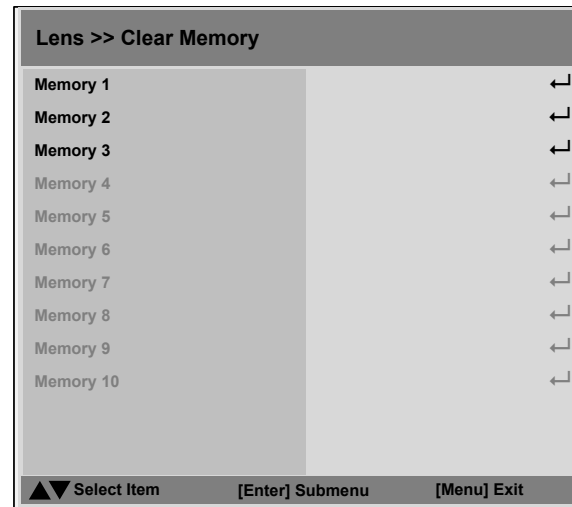 Lens >> Clear Memory
Memory 1
Memory 2
Memory 3
Memory 4
Memory 5
Memory 6
Memory 7
Memory 8
Memory 9
Memory 10
▲▼ Select Item [Enter] Submenu [Menu] Exit